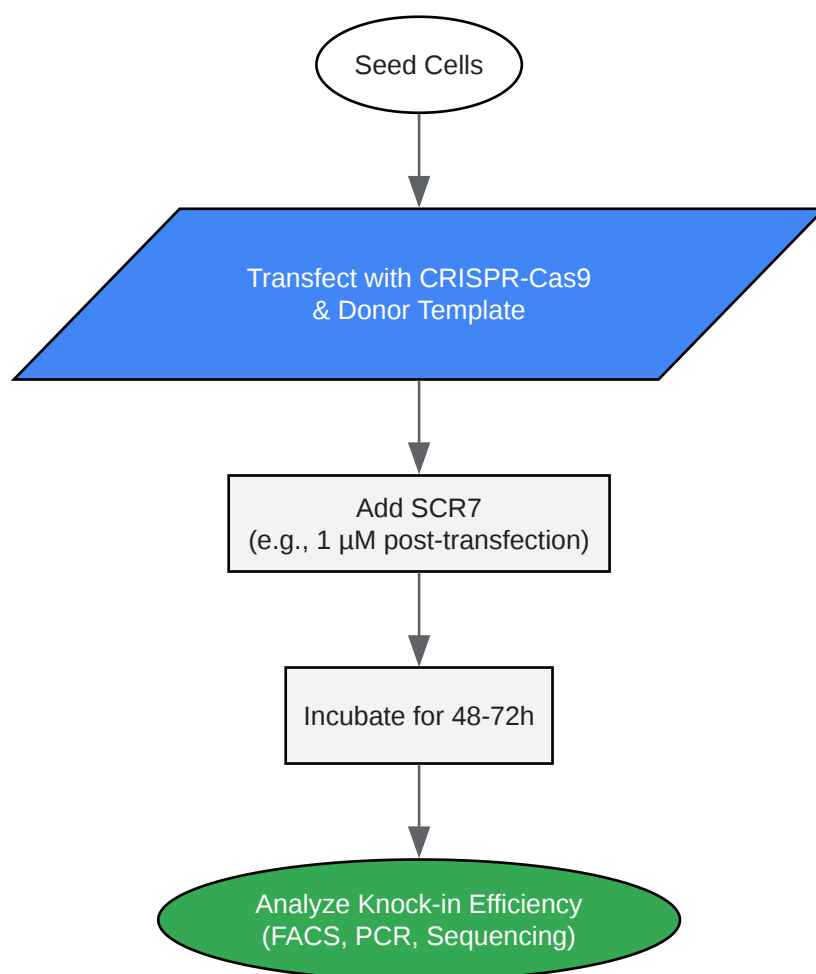 Seed Cells
Transfect with CRISPR-Cas9
& Donor Template
Add SCR7
(e.g., 1 µM post-transfection)
Incubate for 48-72h
Analyze Knock-in Efficiency
(FACS, PCR, Sequencing)